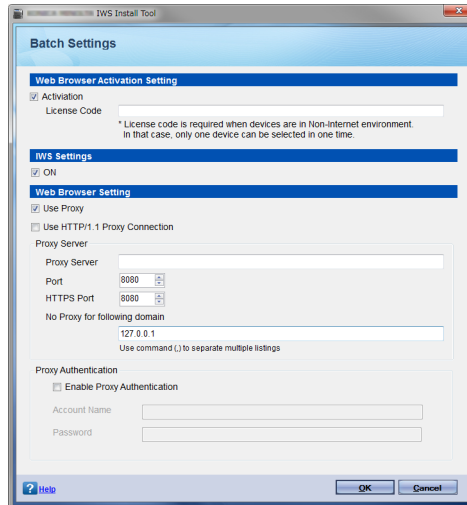 IWS Install Tool
Batch Settings
Web Browser Activation Setting
Activiation
License Code
* License code is required when devices are in Non-Internet environment.
In that case, only one device can be selected in one time.
IWS Settings
ON
Web Browser Setting
Use Proxy
Use HTTP/1.1 Proxy Connection
Proxy Server
Proxy Server
Port 8080
HTTPS Port 8080
No Proxy for following domain
127.0.0.1
Use command (,) to separate multiple listings
Proxy Authentication
Enable Proxy Authentication
Account Name
Password
? Help OK Cancel